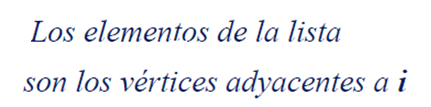 Los elementos de la lista
son los vértices adyacentes a i